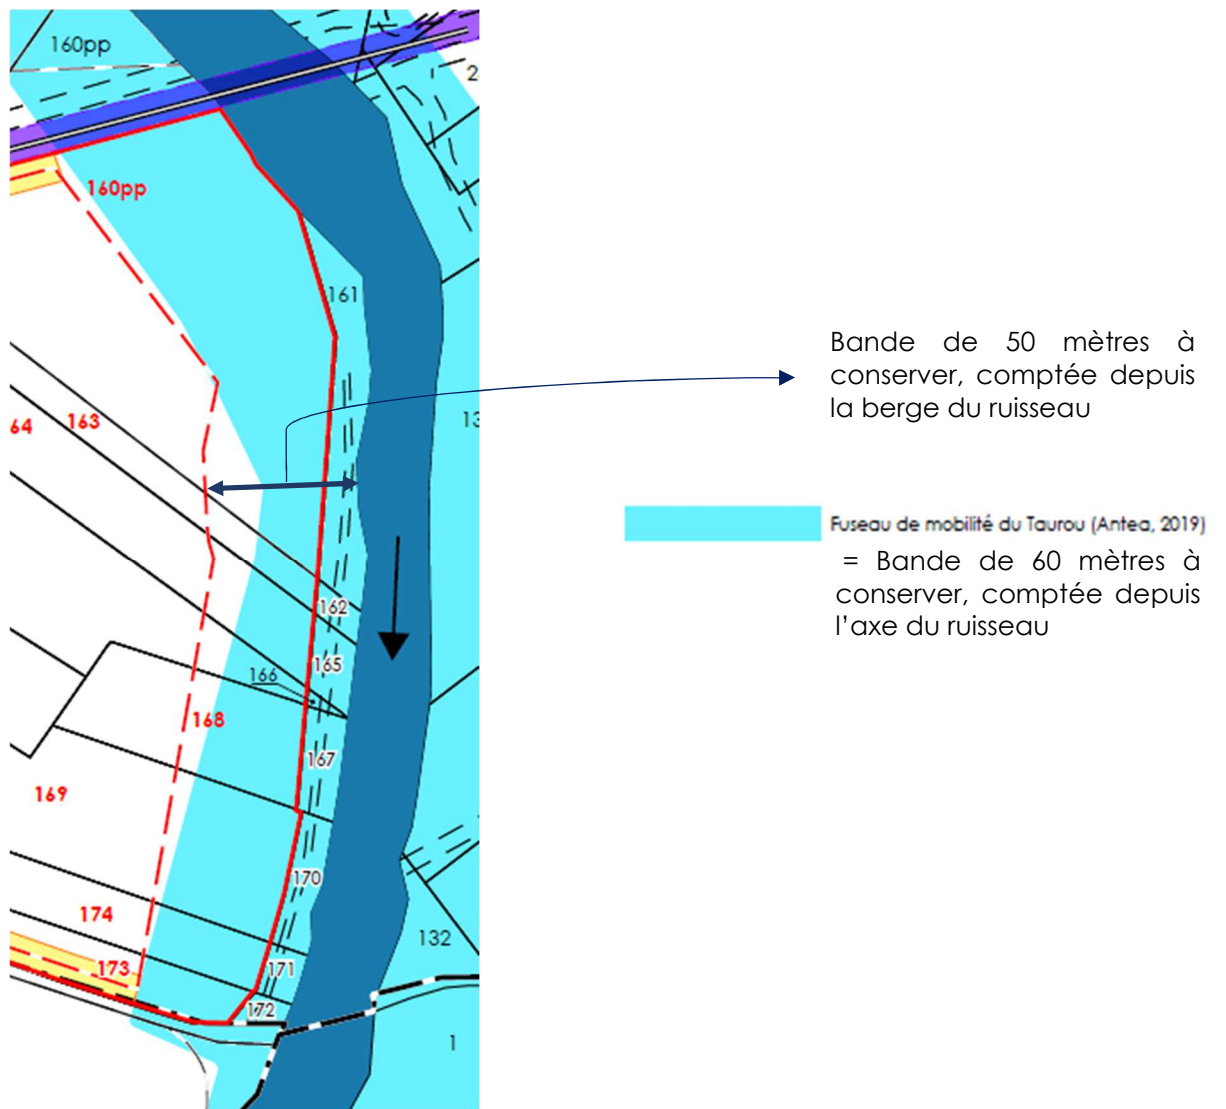 160pp
2
160pp
161
Bande de 50 mètres à
conserver, comptée depuis
la berge du ruisseau
64
163
13
Fuseau de mobilité du Taurou (Antea, 2019)
= Bande de 60 mètres à
conserver, comptée depuis
l’axe du ruisseau
162
165
166
168
167
169
170
174
132
173
171
172
1